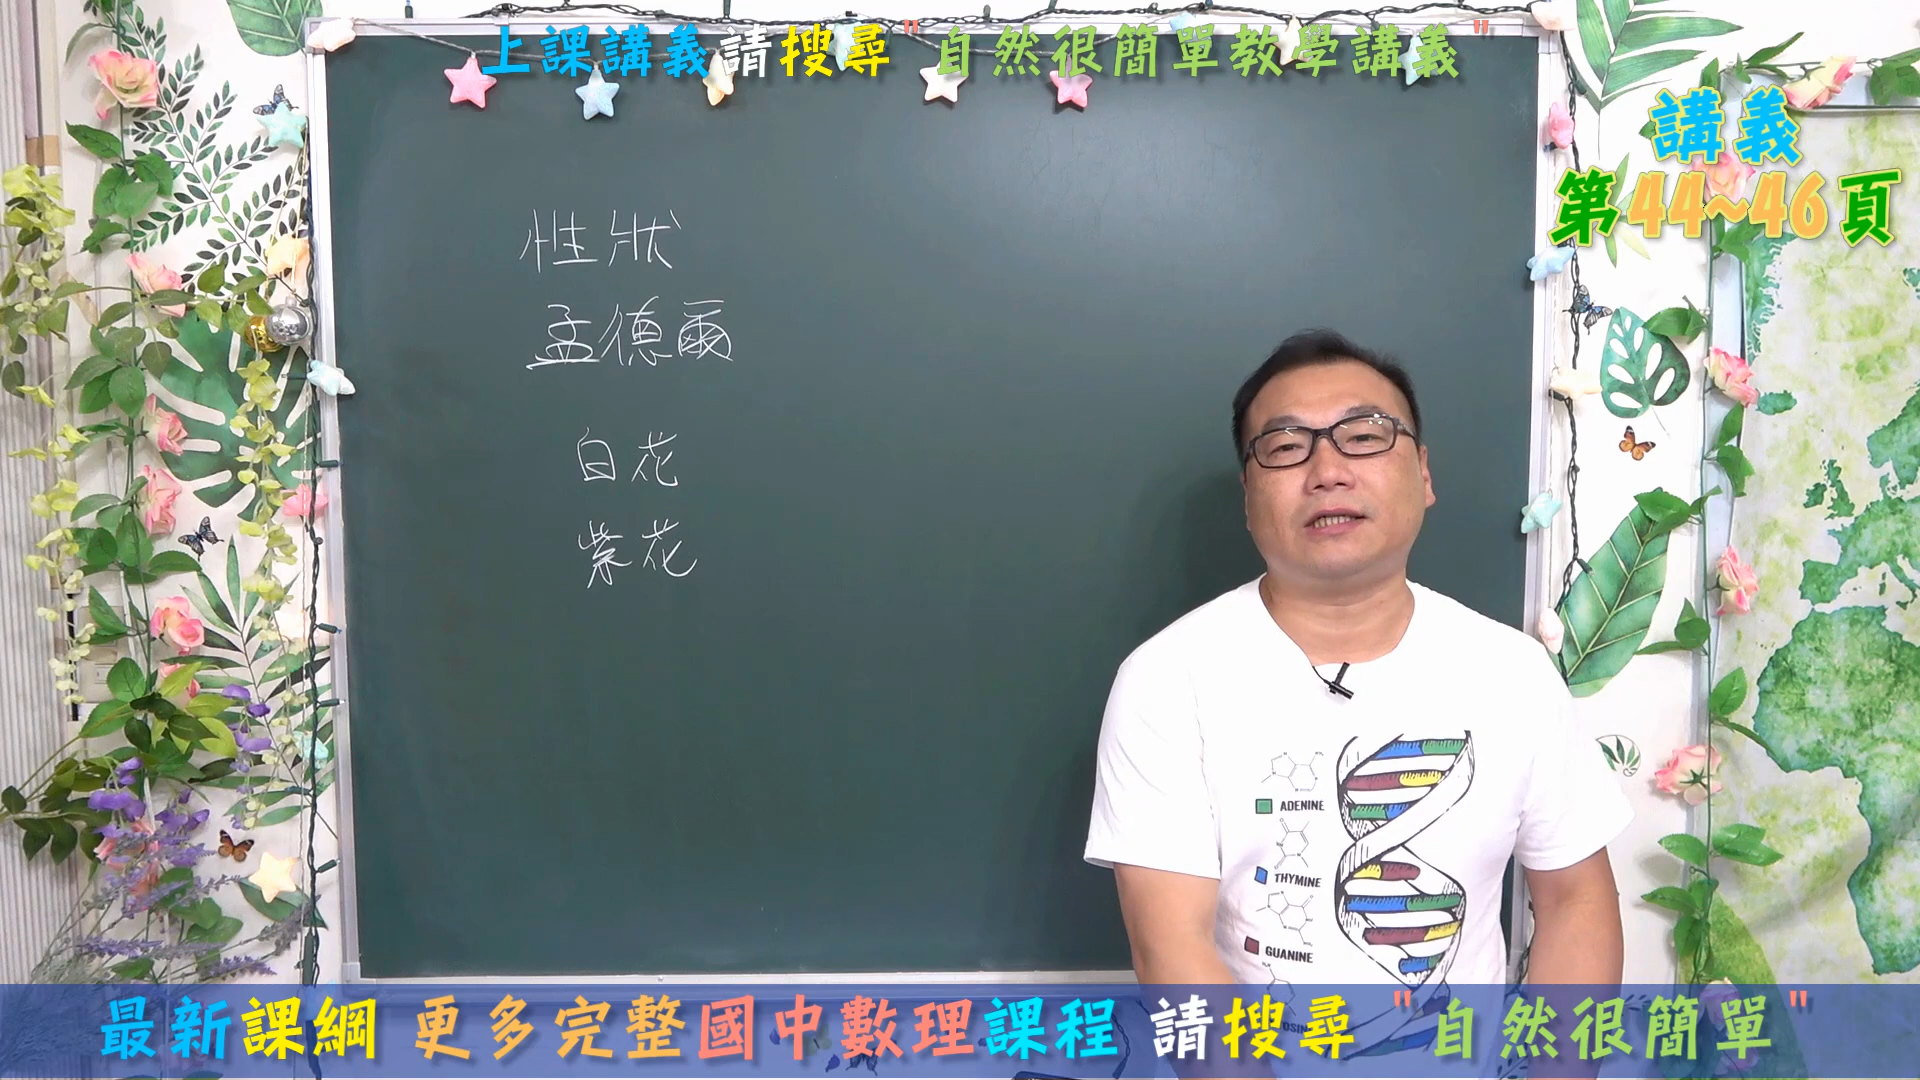 上課講義請搜尋"自然很簡單教學講義"
講義
第44~46頁
性狀
孟德爾
白花
紫花
ADENINE
THYMINE
GUANINE
最新課綱 更多完整國中數理課程 請搜尋 "自然很簡單"